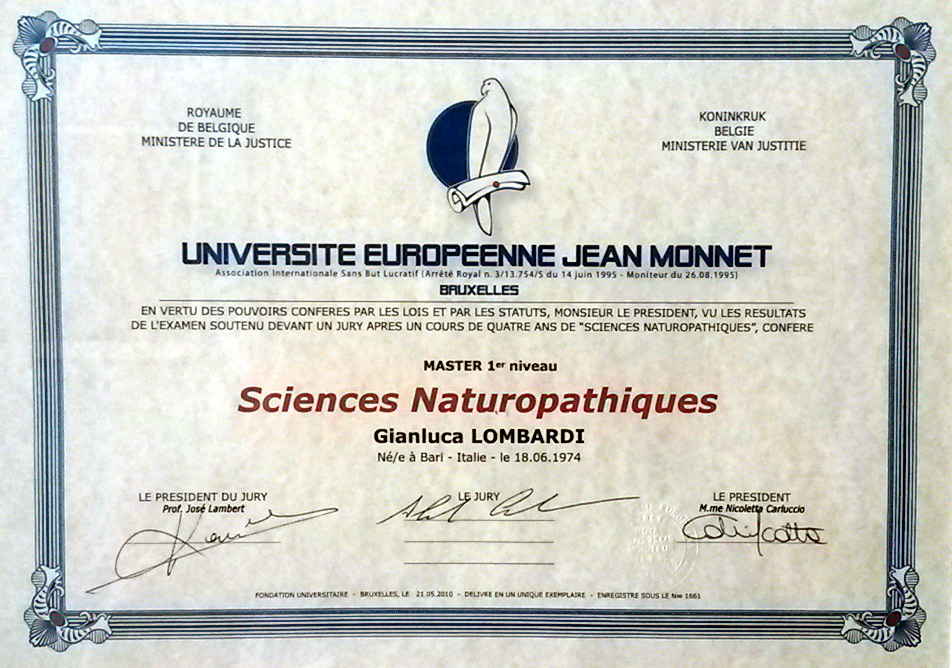 ROYAUME
DE BELGIQUE
MINISTERE DE LA JUSTICE
KONINKRUK
BELGIE
MINISTERIE VAN JUSTITIE
UNIVERSITE EUROPEENNE JEAN MONNET
Association Internationale Sans But Lucratif (Arrété Royal n. 3/13.754/S du 14 juin 1995 - Moniteur du 26.08.1995)
BRUXELLES
EN VERTU DES POUVOIRS CONFERES PAR LES LOIS ET PAR LES STATUTS, MONSIEUR LE PRESIDENT, VU LES RESULTATS
DE L'EXAMEN SOUTENU DEVANT UN JURY APRES UN COURS DE QUATRE ANS DE "SCIENCES NATUROPATHIQUES", CONFERE
MASTER 1er niveau
Sciences Naturopathiques
Gianluca LOMBARDI
Né/e à Bari - Italie - le 18.06.1974
LE PRESIDENT DU JURY
Prof. José Lambert
LE JURY
LE PRESIDENT
M.me Nicoletta Carluccio
FONDATION UNIVERSITAIRE - BRUXELLES, LE 21.05.2010 - DELIVRE EN UN UNIQUE EXEMPLAIRE - ENREGISTRE SOUS LE N° 1661